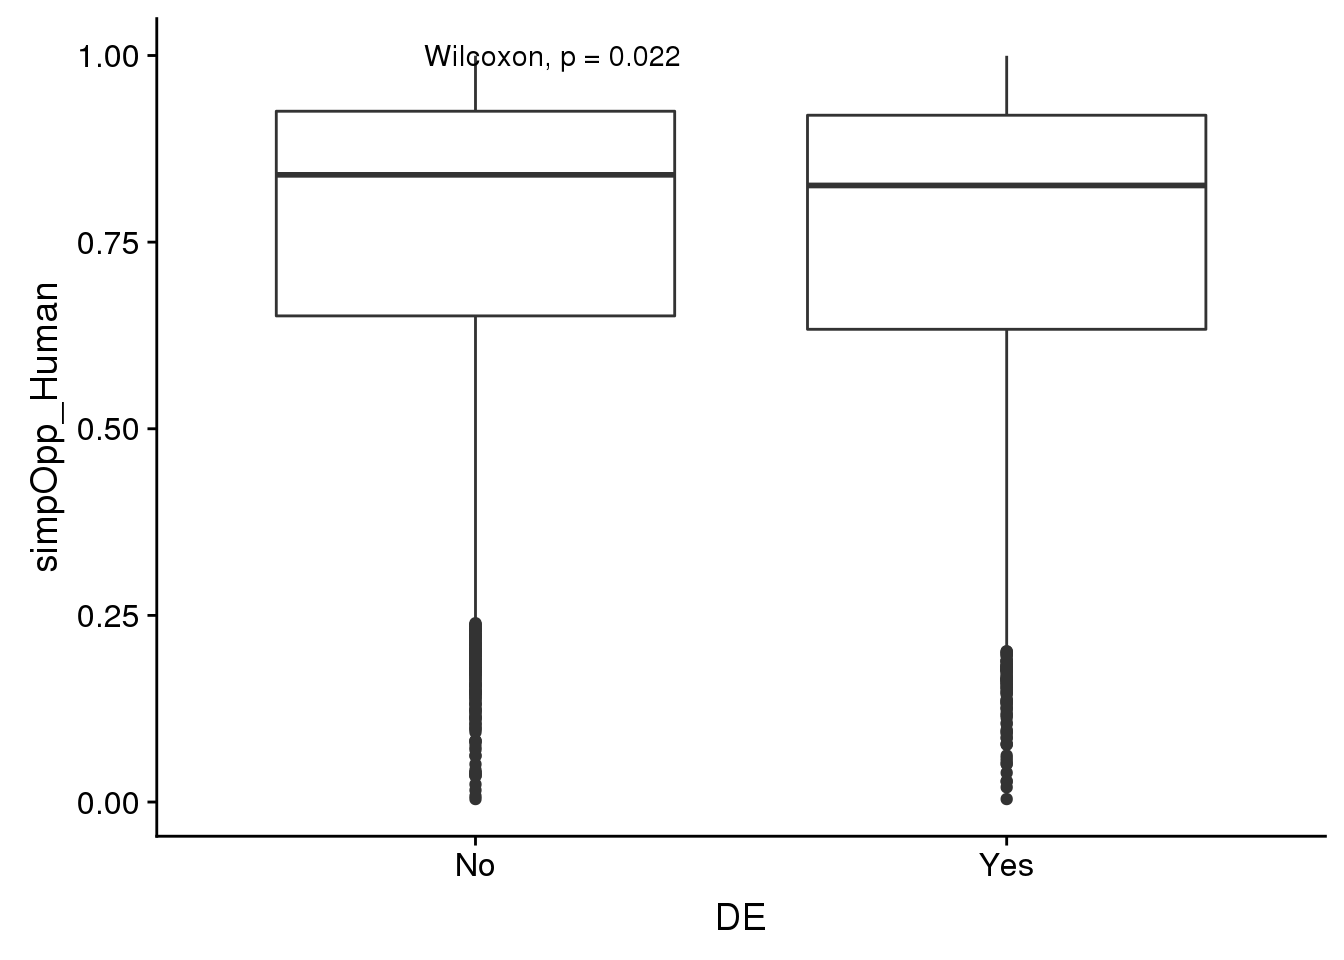 Wilcoxon, p = 0.022
1.00
0.75
0.50
0.25
0.00
simpOpp_Human
No
Yes
DE